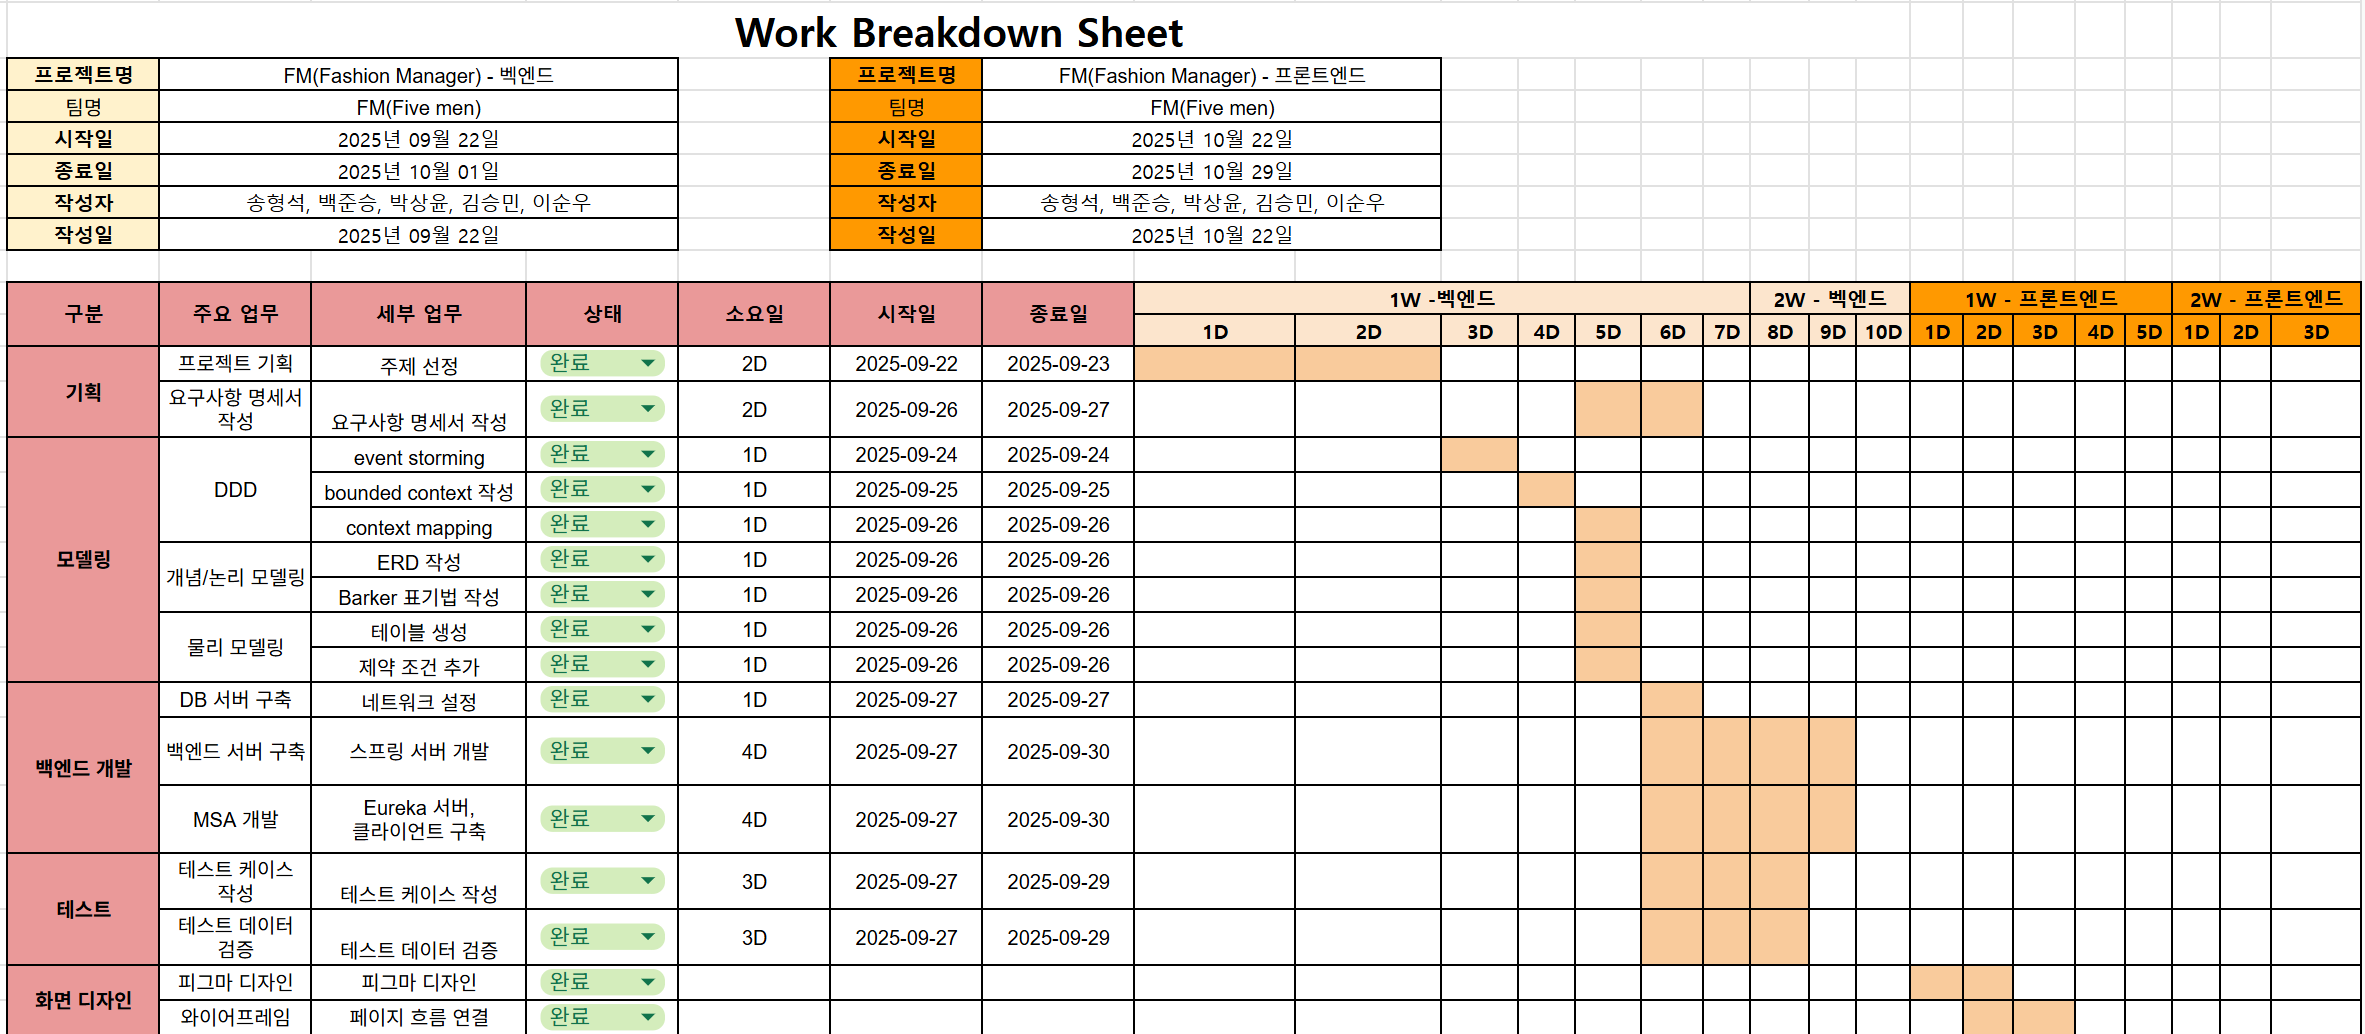 Work Breakdown Sheet
프로젝트명 FM(Fashion Manager) - 벡엔드 프로젝트명 FM(Fashion Manager) - 프론트엔드
팀명 FM(Five men) 팀명 FM(Five men)
시작일 2025년 09월 22일 시작일 2025년 10월 22일
종료일 2025년 10월 01일 종료일 2025년 10월 29일
작성자 송형석, 백준승, 박상윤, 김승민, 이순우 작성자 송형석, 백준승, 박상윤, 김승민, 이순우
작성일 2025년 09월 22일 작성일 2025년 10월 22일
구분 주요 업무 세부 업무 상태 소요일 시작일 종료일 1W -벡엔드 2W - 벡엔드 1W - 프론트엔드 2W - 프론트엔드
1D 2D 3D 4D 5D 6D 7D 8D 9D 10D 1D 2D 3D 4D 5D 1D 2D 3D
기획 프로젝트 기획 주제 선정 완료 2D 2025-09-22 2025-09-23
요구사항 명세서
작성 요구사항 명세서 작성 완료 2D 2025-09-26 2025-09-27
모델링 DDD event storming 완료 1D 2025-09-24 2025-09-24
bounded context 작성 완료 1D 2025-09-25 2025-09-25
context mapping 완료 1D 2025-09-26 2025-09-26
개념/논리 모델링 ERD 작성 완료 1D 2025-09-26 2025-09-26
Barker 표기법 작성 완료 1D 2025-09-26 2025-09-26
물리 모델링 테이블 생성 완료 1D 2025-09-26 2025-09-26
제약 조건 추가 완료 1D 2025-09-26 2025-09-26
백엔드 개발 DB 서버 구축 네트워크 설정 완료 1D 2025-09-27 2025-09-27
백엔드 서버 구축 스프링 서버 개발 완료 4D 2025-09-27 2025-09-30
MSA 개발 Eureka 서버,
클라이언트 구축 완료 4D 2025-09-27 2025-09-30
테스트 테스트 케이스
작성 테스트 케이스 작성 완료 3D 2025-09-27 2025-09-29
테스트 데이터
검증 테스트 데이터 검증 완료 3D 2025-09-27 2025-09-29
화면 디자인 피그마 디자인 피그마 디자인 완료
와이어프레임 페이지 흐름 연결 완료